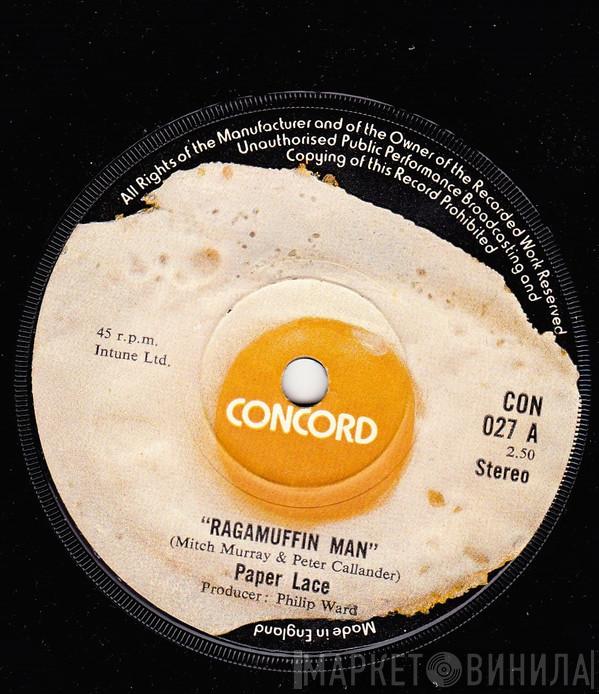 All Rights of the Manufacturer and of the Owner of the Recorded Work Reserved
Unauthorised Public Performance Broadcasting and
Copying of this Record Prohibited
45 r.p.m.
Intune Ltd.
CONCORD
CON
027 A
2.50
Stereo
"RAGAMUFFIN MAN"
(Mitch Murray & Peter Callander)
Paper Lace
Producer: Philip Ward
Made in England
МАРКЕТ ВИНИЛА